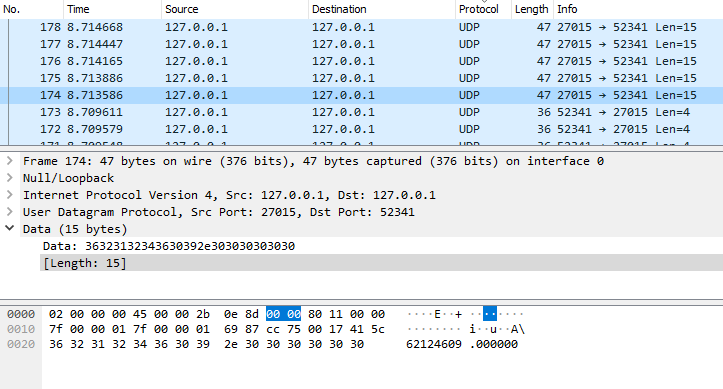 No. Time Source Destination Protocol Length Info
178 8.714668 127.0.0.1 127.0.0.1 UDP 47 27015 → 52341 Len=15
177 8.714447 127.0.0.1 127.0.0.1 UDP 47 27015 → 52341 Len=15
176 8.714165 127.0.0.1 127.0.0.1 UDP 47 27015 → 52341 Len=15
175 8.713886 127.0.0.1 127.0.0.1 UDP 47 27015 → 52341 Len=15
174 8.713586 127.0.0.1 127.0.0.1 UDP 47 27015 → 52341 Len=15
173 8.709611 127.0.0.1 127.0.0.1 UDP 36 52341 → 27015 Len=4
172 8.709579 127.0.0.1 127.0.0.1 UDP 36 52341 → 27015 Len=4
Frame 174: 47 bytes on wire (376 bits), 47 bytes captured (376 bits) on interface 0
Null/Loopback
Internet Protocol Version 4, Src: 127.0.0.1, Dst: 127.0.0.1
User Datagram Protocol, Src Port: 27015, Dst Port: 52341
Data (15 bytes)
Data: 36323132343630392e303030303030
[Length: 15]
0000 02 00 00 00 45 00 00 2b 0e 8d 00 00 80 11 00 00 ····E··+ ········
0010 7f 00 00 01 7f 00 00 01 69 87 cc 75 00 17 41 5c ········ i··u··A\
0020 36 32 31 32 34 36 30 39 2e 30 30 30 30 30 30 62124609 .000000